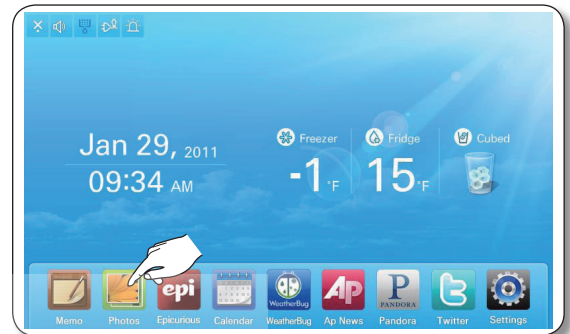 Freezer Fridge Cubed
Jan 29, 2011
-1 °F 15 °F
09:34 AM
epi WeatherBug AP P PANDORA
Memo Photos Epicurious Calendar WeatherBug Ap News Pandora Twitter Settings